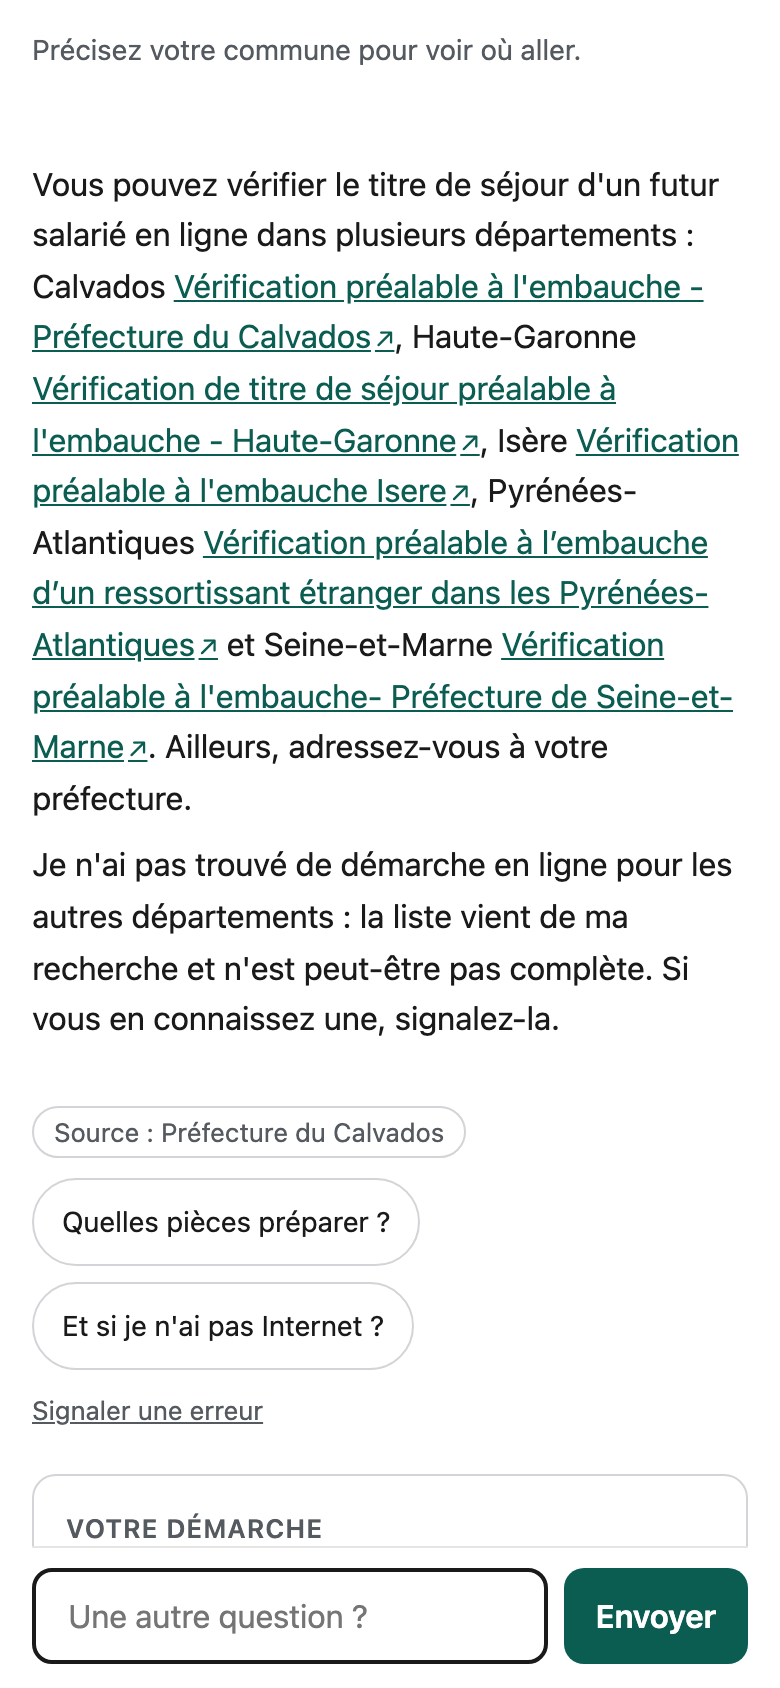 Précisez votre commune pour voir où aller.
Vous pouvez vérifier le titre de séjour d'un futur
salarié en ligne dans plusieurs départements :
Calvados Vérification préalable à l'embauche -
Préfecture du Calvados↗, Haute-Garonne
Vérification de titre de séjour préalable à
l'embauche - Haute-Garonne↗, Isère Vérification
préalable à l'embauche Isere↗, Pyrénées-
Atlantiques Vérification préalable à l’embauche
d’un ressortissant étranger dans les Pyrénées-
Atlantiques↗ et Seine-et-Marne Vérification
préalable à l'embauche- Préfecture de Seine-et-
Marne↗. Ailleurs, adressez-vous à votre
préfecture.
Je n'ai pas trouvé de démarche en ligne pour les
autres départements : la liste vient de ma
recherche et n'est peut-être pas complète. Si
vous en connaissez une, signalez-la.
Source : Préfecture du Calvados
Quelles pièces préparer ?
Et si je n'ai pas Internet ?
Signaler une erreur
VOTRE DÉMARCHE
Une autre question ?
Envoyer